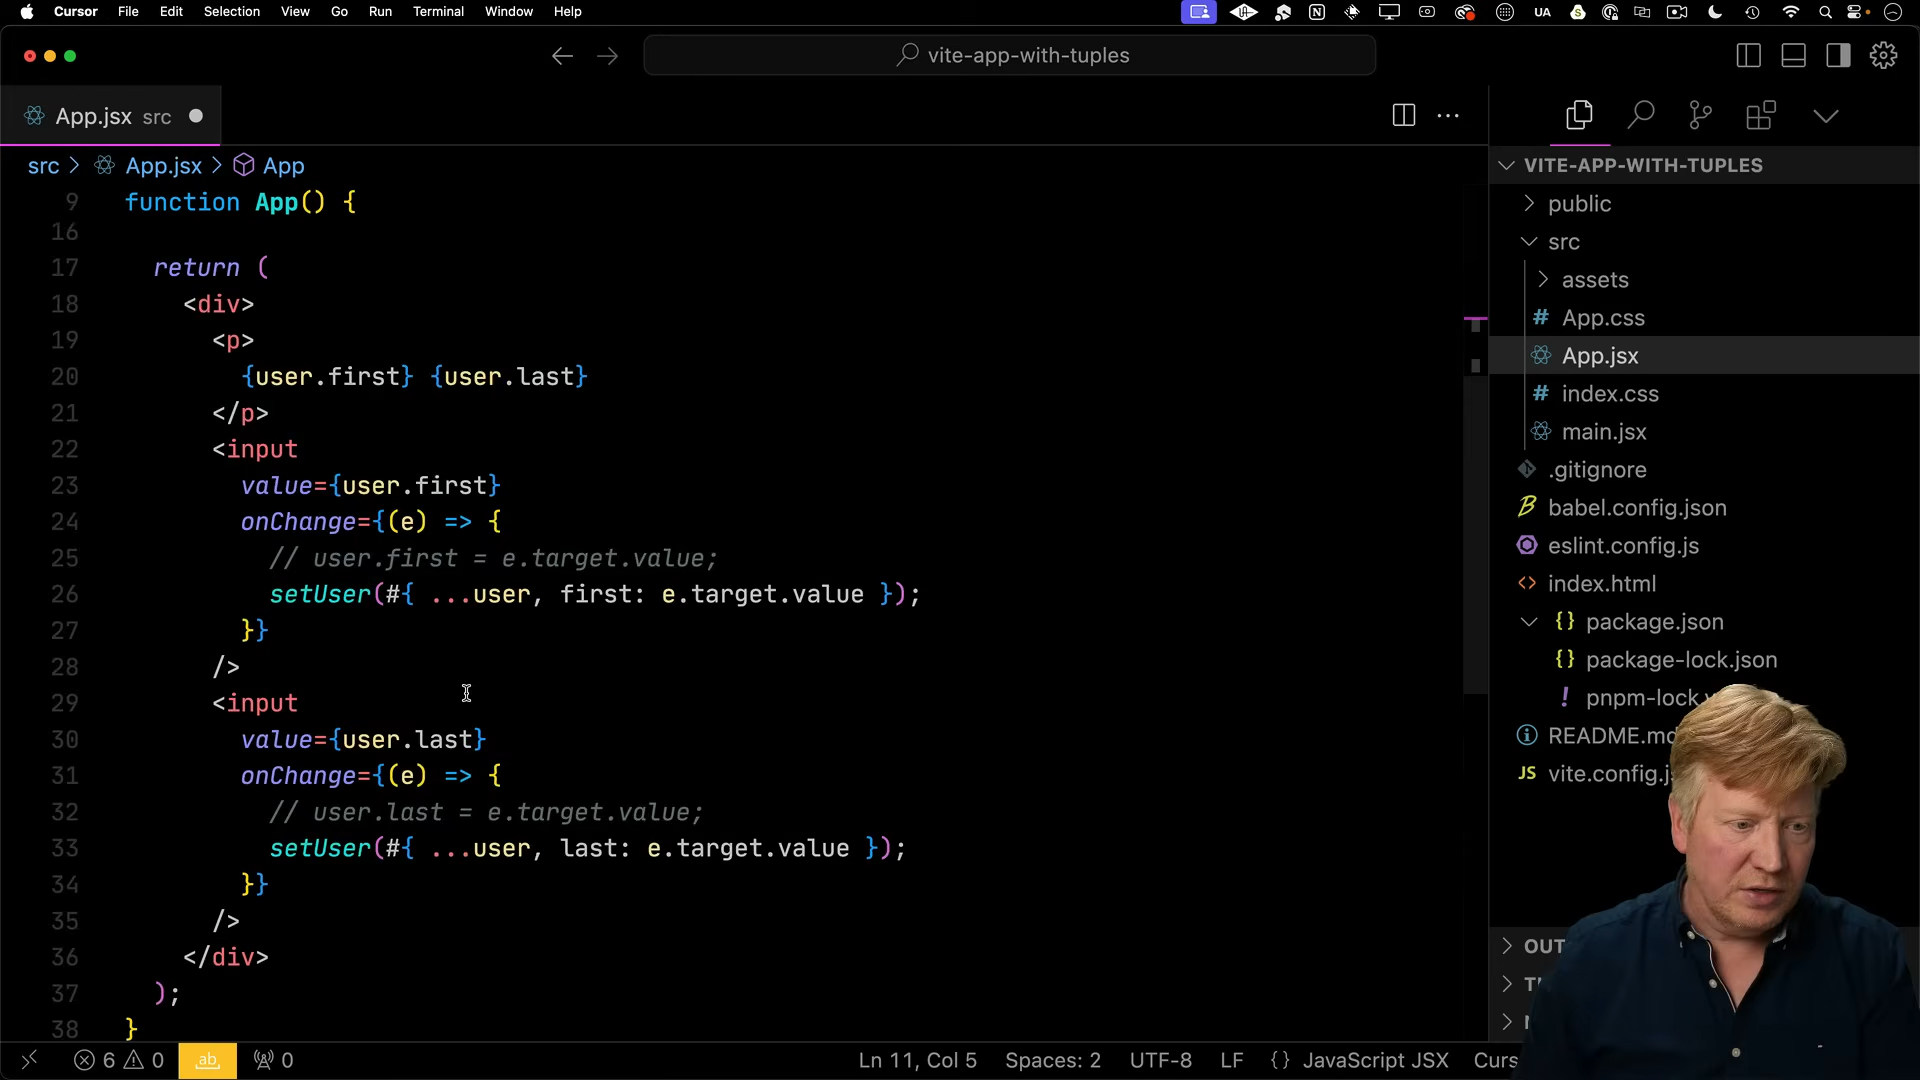 Cursor File Edit Selection View Go Run Terminal Window Help UA
vite-app-with-tuples
App.jsx src
src > App.jsx > App
9 function App() {
16
17 return (
18 <div>
19 <p>
20 {user.first} {user.last}
21 </p>
22 <input
23 value={user.first}
24 onChange={(e) => {
25 // user.first = e.target.value;
26 setUser(#{ ...user, first: e.target.value });
27 }}
28 />
29 <input
30 value={user.last}
31 onChange={(e) => {
32 // user.last = e.target.value;
33 setUser(#{ ...user, last: e.target.value });
34 }}
35 />
36 </div>
37 );
38 }
VITE-APP-WITH-TUPLES
public
src
assets
# App.css
App.jsx
# index.css
main.jsx
.gitignore
babel.config.json
eslint.config.js
<> index.html
{} package.json
{} package-lock.json
! pnpm-lock.
README.md
JS vite.config.j
OUT
6 0 ab 0 Ln 11, Col 5 Spaces: 2 UTF-8 LF {} JavaScript JSX Curs